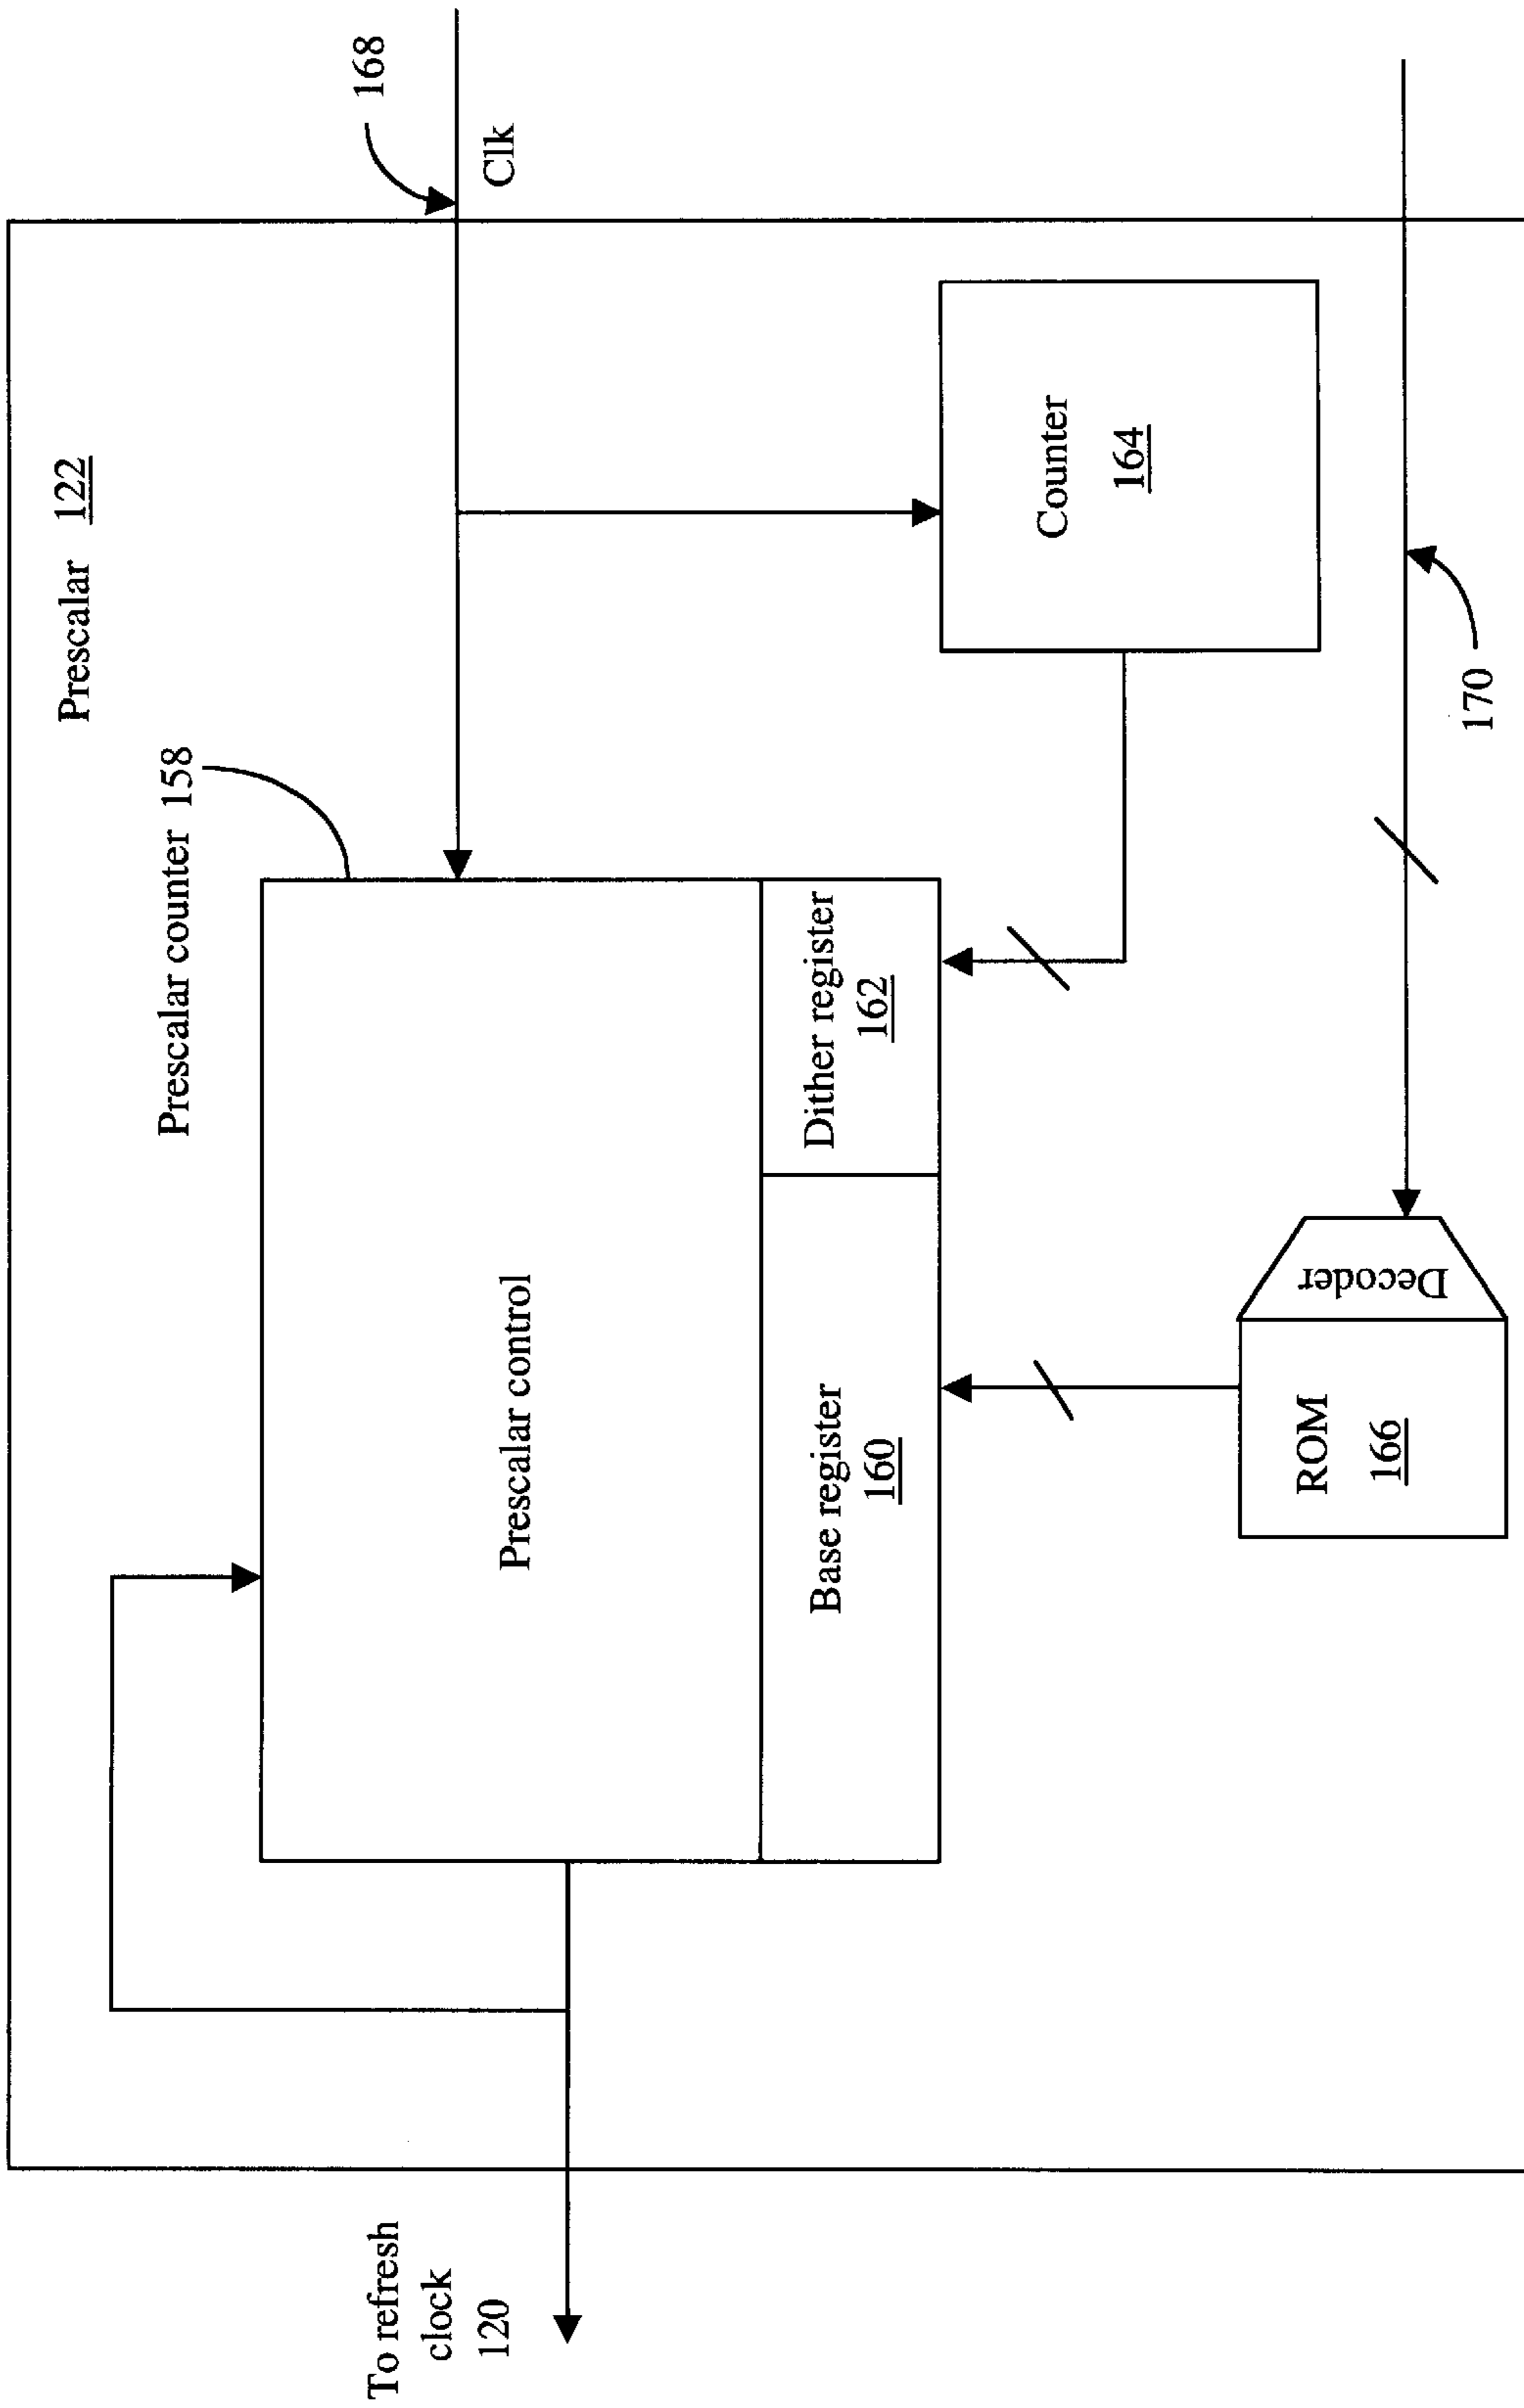 Prescalar 122
Prescalar counter 158
168
Clk
Prescalar control
To refresh
clock
120
Base register
160
Dither register
162
Counter
164
ROM
166
Decoder
170